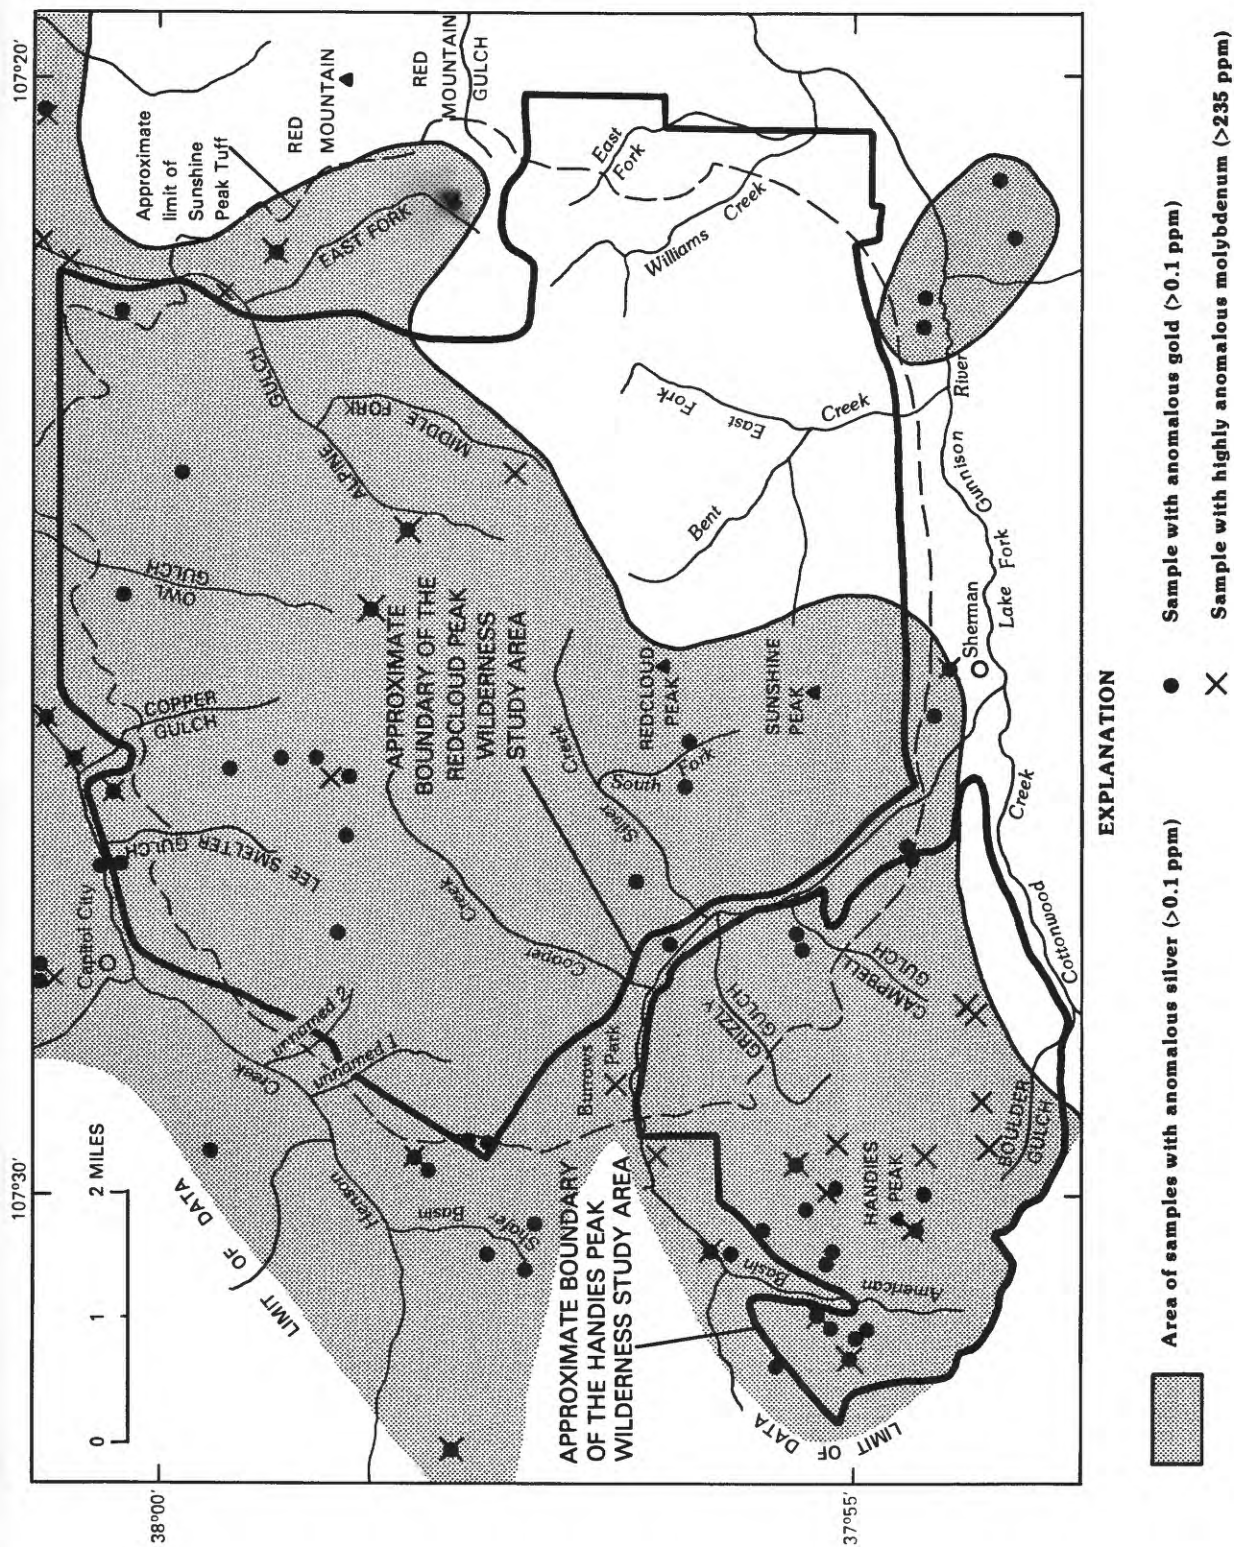 107°30'
107°20'
38°00'
37°55'
0 1 2 MILES
LIMIT OF DATA
Henson
Creek
Shafer
Basin
unnamed 1
unnamed 2
Capitol City
LEE SMELTER GULCH
COPPER
GULCH
OWL
GULCH
ALPINE
GULCH
MIDDLE
FORK
EAST FORK
Approximate
limit of
Sunshine
Peak Tuff
RED
MOUNTAIN
RED
MOUNTAIN
GULCH
APPROXIMATE
BOUNDARY OF THE
REDCLOUD PEAK
WILDERNESS
STUDY AREA
Cooper
Creek
Silver
Creek
South
Fork
REDCLOUD
PEAK
SUNSHINE
PEAK
Bent
Creek
East
Fork
Williams
Creek
East
Fork
Burrows
Park
APPROXIMATE BOUNDARY
OF THE HANDIES PEAK
WILDERNESS STUDY AREA
GRIZZLY
GULCH
CAMPBELL
GULCH
American
Basin
HANDIES
PEAK
BOULDER
GULCH
LIMIT OF DATA
Cottonwood
Creek
Sherman
Lake Fork
Gunnison
River
EXPLANATION
Area of samples with anomalous silver (>0.1 ppm)
Sample with anomalous gold (>0.1 ppm)
Sample with highly anomalous molybdenum (>235 ppm)